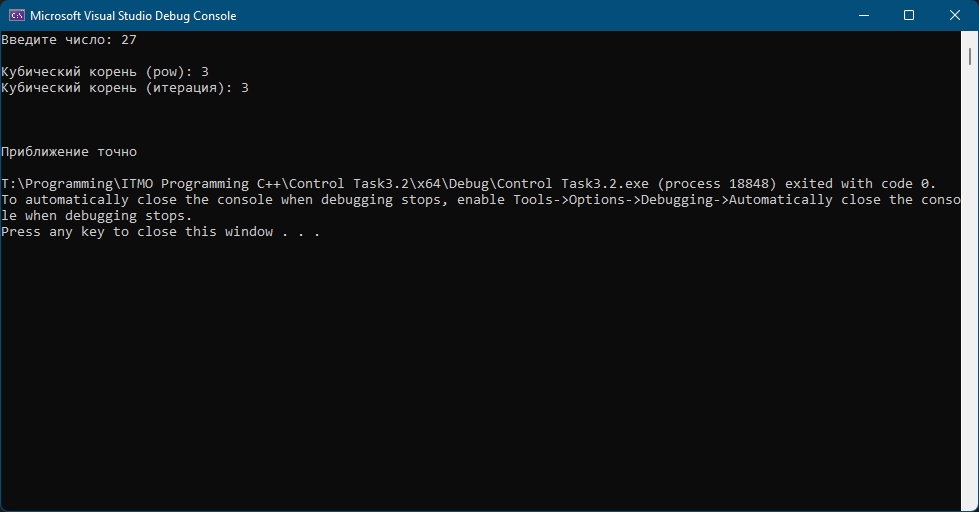 Microsoft Visual Studio Debug Console
Введите число: 27
Кубический корень (pow): 3
Кубический корень (итерация): 3
Приближение точно
T:\Programming\ITMO Programming C++\Control Task3.2\x64\Debug\Control Task3.2.exe (process 18848) exited with code 0.
To automatically close the console when debugging stops, enable Tools->Options->Debugging->Automatically close the conso
le when debugging stops.
Press any key to close this window . . .